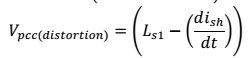 V_{pcc(distortion)} = \left( L_{s1} - \left( \frac{di_{sh}}{dt} \right) \right)